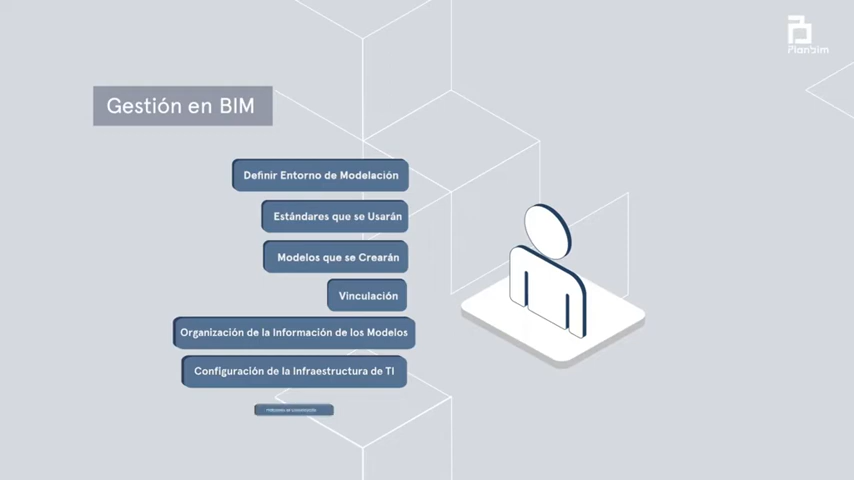 Planbim
Gestión en BIM
Definir Entorno de Modelación
Estándares que se Usarán
Modelos que se Crearán
Vinculación
Organización de la Información de los Modelos
Configuración de la Infraestructura de TI